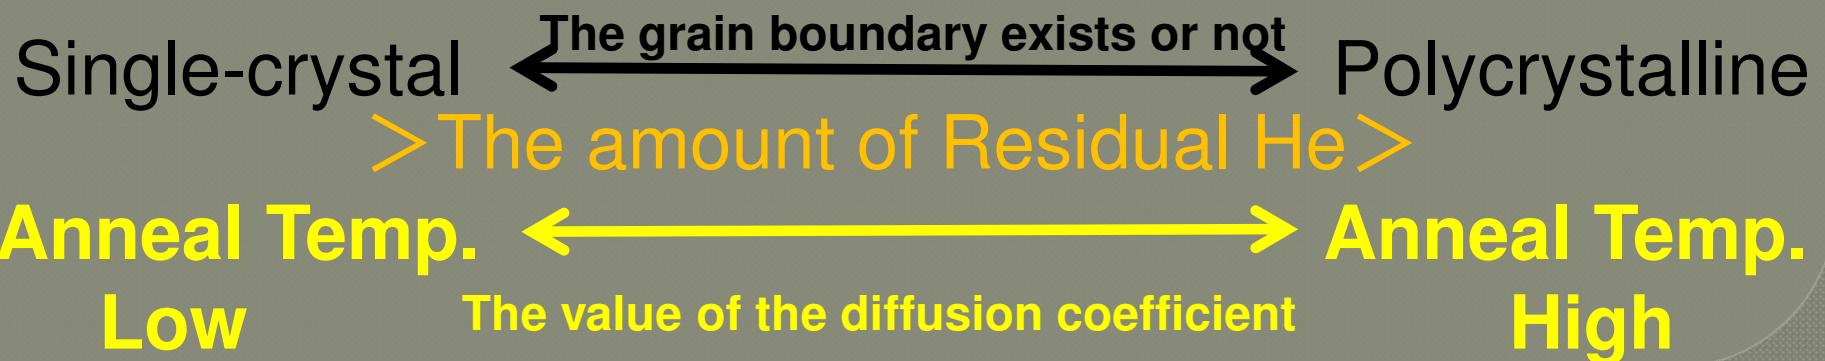 The grain boundary exists or not
Single-crystal Polycrystalline
＞The amount of Residual He＞
Anneal Temp. Anneal Temp.
Low The value of the diffusion coefficient High